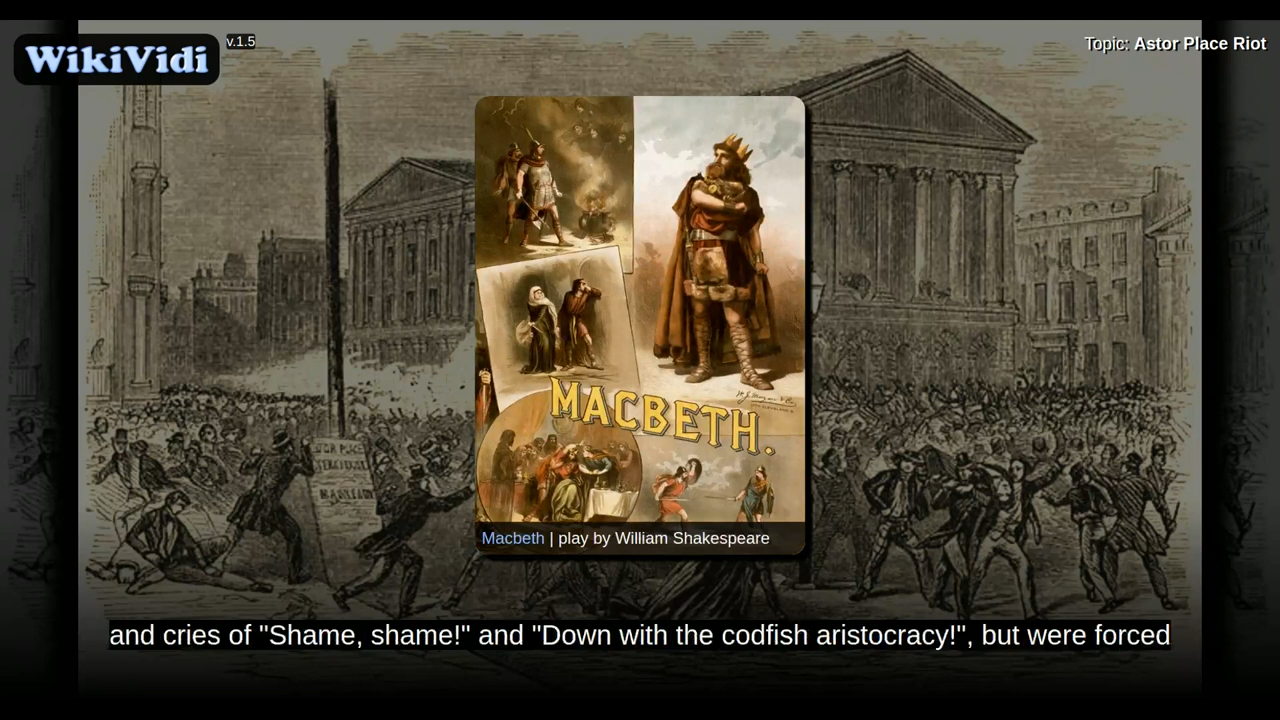 WikiVidi
v.1.5
Topic: Astor Place Riot
MACBETH.
Macbeth | play by William Shakespeare
and cries of "Shame, shame!" and "Down with the codfish aristocracy!", but were forced